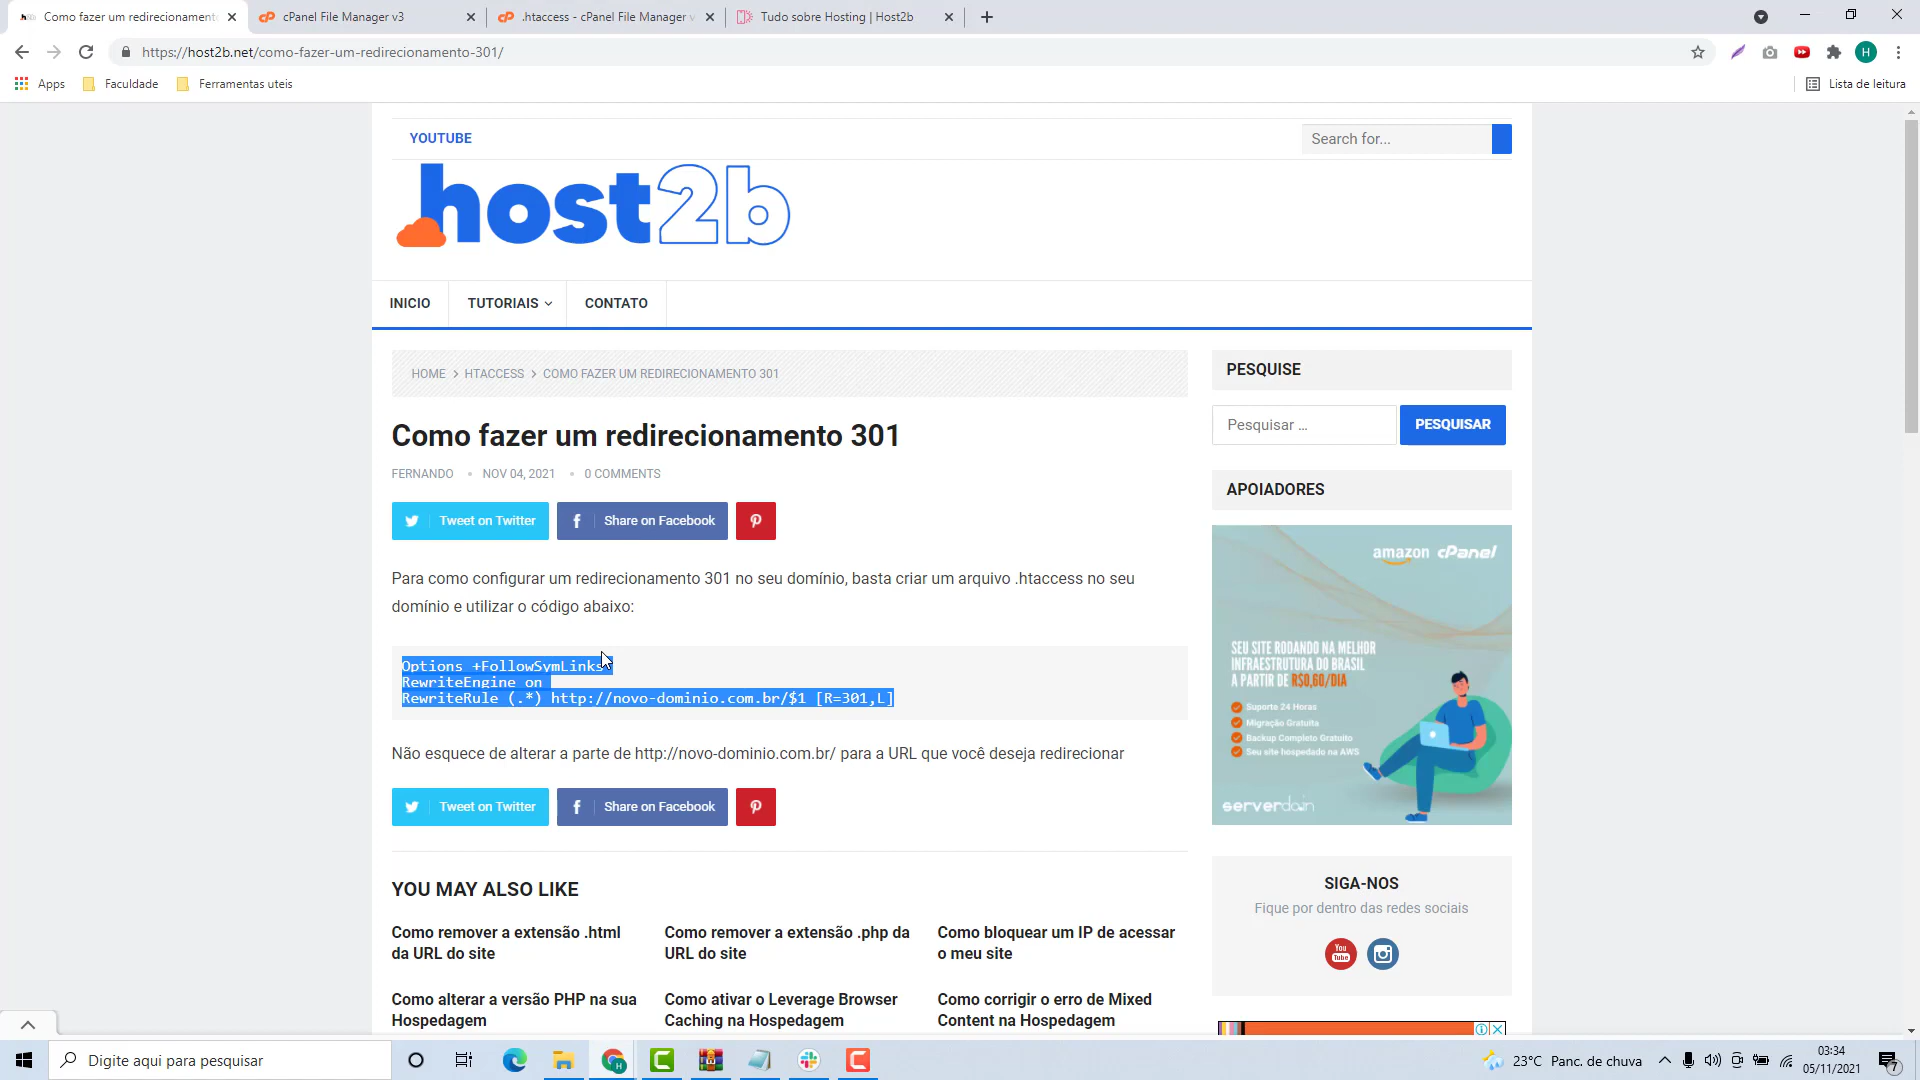 Como fazer um redirecionamento
cPanel File Manager v3
.htaccess - cPanel File Manager v
Tudo sobre Hosting | Host2b
https://host2b.net/como-fazer-um-redirecionamento-301/
H
Apps
Faculdade
Ferramentas uteis
Lista de leitura
YOUTUBE
Search for...
host2b
INICIO
TUTORIAIS
CONTATO
HOME > HTACCESS > COMO FAZER UM REDIRECIONAMENTO 301
Como fazer um redirecionamento 301
FERNANDO • NOV 04, 2021 • 0 COMMENTS
Tweet on Twitter
Share on Facebook
Para como configurar um redirecionamento 301 no seu domínio, basta criar um arquivo .htaccess no seu
domínio e utilizar o código abaixo:
Options +FollowSymLinks
RewriteEngine on
RewriteRule (.*) http://novo-dominio.com.br/$1 [R=301,L]
Não esquece de alterar a parte de http://novo-dominio.com.br/ para a URL que você deseja redirecionar
Tweet on Twitter
Share on Facebook
YOU MAY ALSO LIKE
Como remover a extensão .html
da URL do site
Como remover a extensão .php da
URL do site
Como bloquear um IP de acessar
o meu site
Como alterar a versão PHP na sua
Hospedagem
Como ativar o Leverage Browser
Caching na Hospedagem
Como corrigir o erro de Mixed
Content na Hospedagem
PESQUISE
Pesquisar …
PESQUISAR
APOIADORES
amazon cPanel
SEU SITE RODANDO NA MELHOR
INFRAESTRUTURA DO BRASIL
A PARTIR DE R$0,60/DIA
Suporte 24 Horas
Migração Gratuita
Backup Completo Gratuito
Seu site hospedado na AWS
serverdo.in
SIGA-NOS
Fique por dentro das redes sociais
You
Tube
Digite aqui para pesquisar
23°C Panc. de chuva
03:34
05/11/2021
7